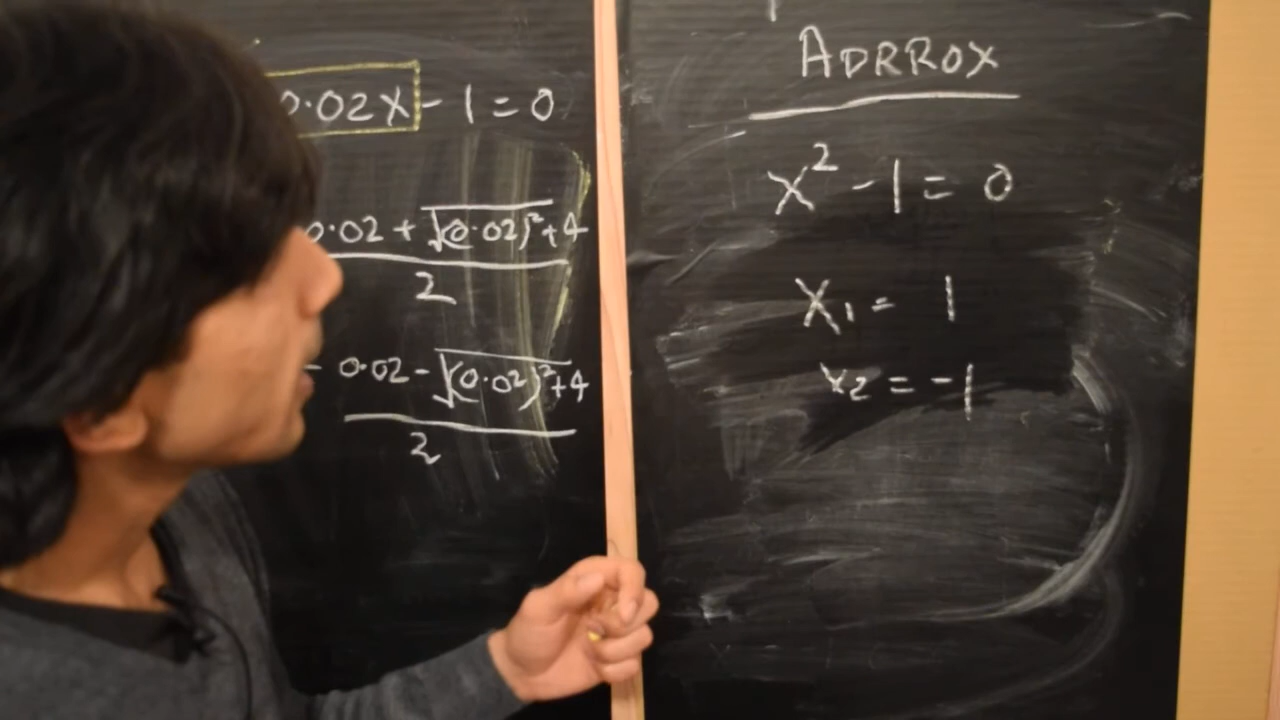 0.02x - 1 = 0
0.02 + √(0.02)² + 4
2
- 0.02 - √(0.02)² + 4
2
ADRROX
x² - 1 = 0
x₁ = 1
x₂ = -1